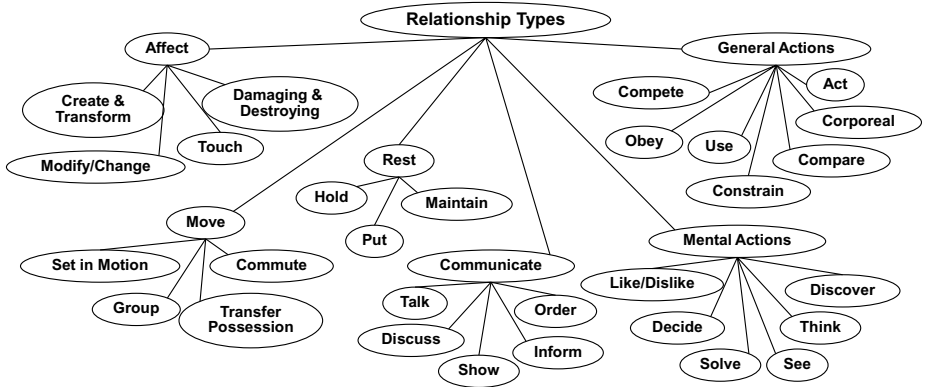 Relationship Types
Affect
General Actions
Create &
Transform
Damaging &
Destroying
Modify/Change
Touch
Compete
Act
Corporeal
Obey
Use
Compare
Constrain
Rest
Hold
Maintain
Put
Move
Set in Motion
Commute
Group
Transfer
Possession
Communicate
Talk
Order
Discuss
Inform
Show
Mental Actions
Like/Dislike
Discover
Decide
Think
Solve
See